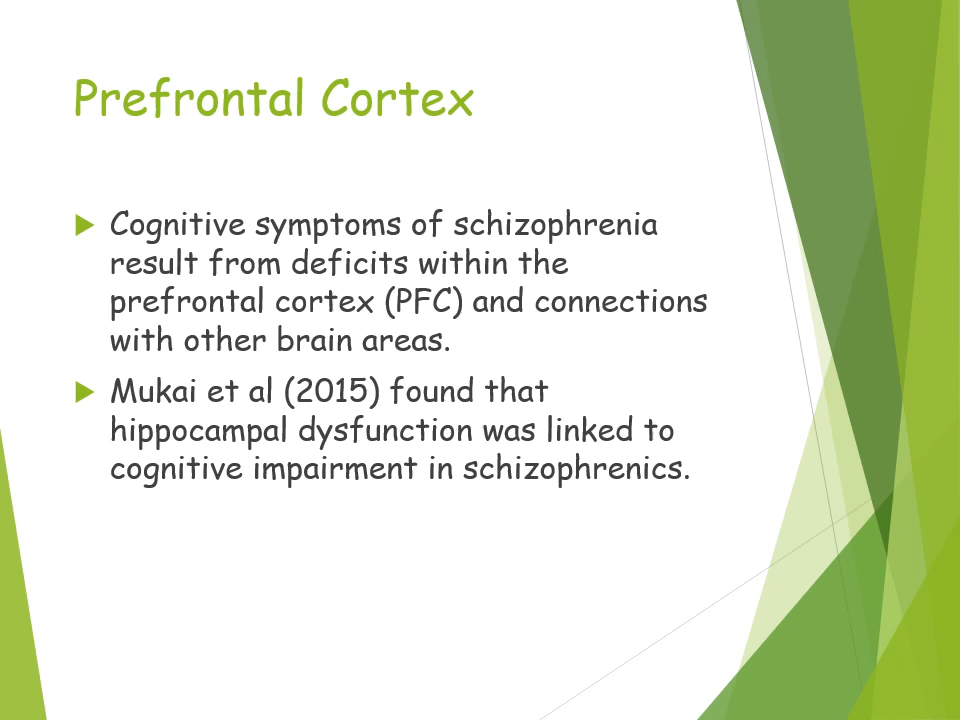 Prefrontal Cortex
Cognitive symptoms of schizophrenia
result from deficits within the
prefrontal cortex (PFC) and connections
with other brain areas.
Mukai et al (2015) found that
hippocampal dysfunction was linked to
cognitive impairment in schizophrenics.